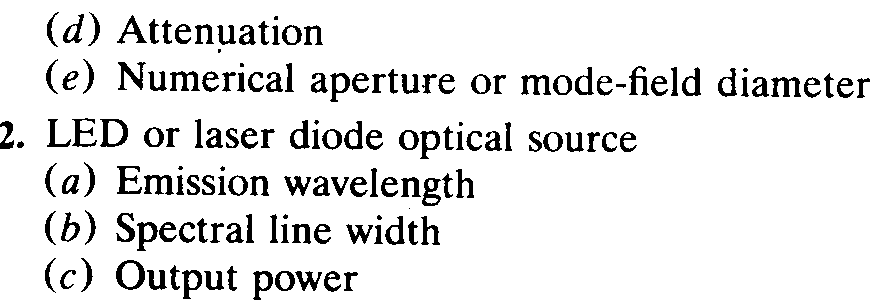 (d) Attenuation
(e) Numerical aperture or mode-field diameter
2. LED or laser diode optical source
(a) Emission wavelength
(b) Spectral line width
(c) Output power